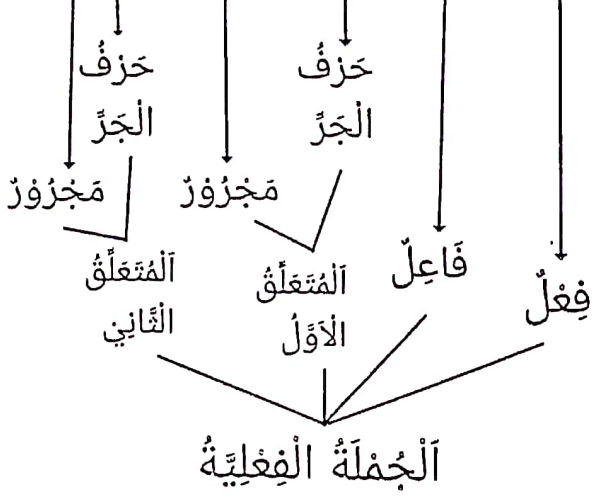 حَرْفُ
الْجَرِّ
حَرْفُ
الْجَرِّ
مَجْرُوْرٌ
مَجْرُوْرٌ
فَاعِلٌ
فِعْلٌ
اَلْمُتَعَلِّقُ
الْاَوَّلُ
اَلْمُتَعَلِّقُ
الثَّانِيْ
اَلْجُمْلَةُ الْفِعْلِيَّةُ